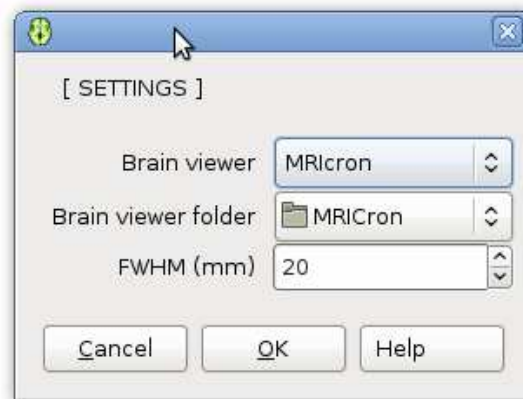 [ SETTINGS ]
Brain viewer MRIcron
Brain viewer folder MRICron
FWHM (mm) 20
Cancel OK Help